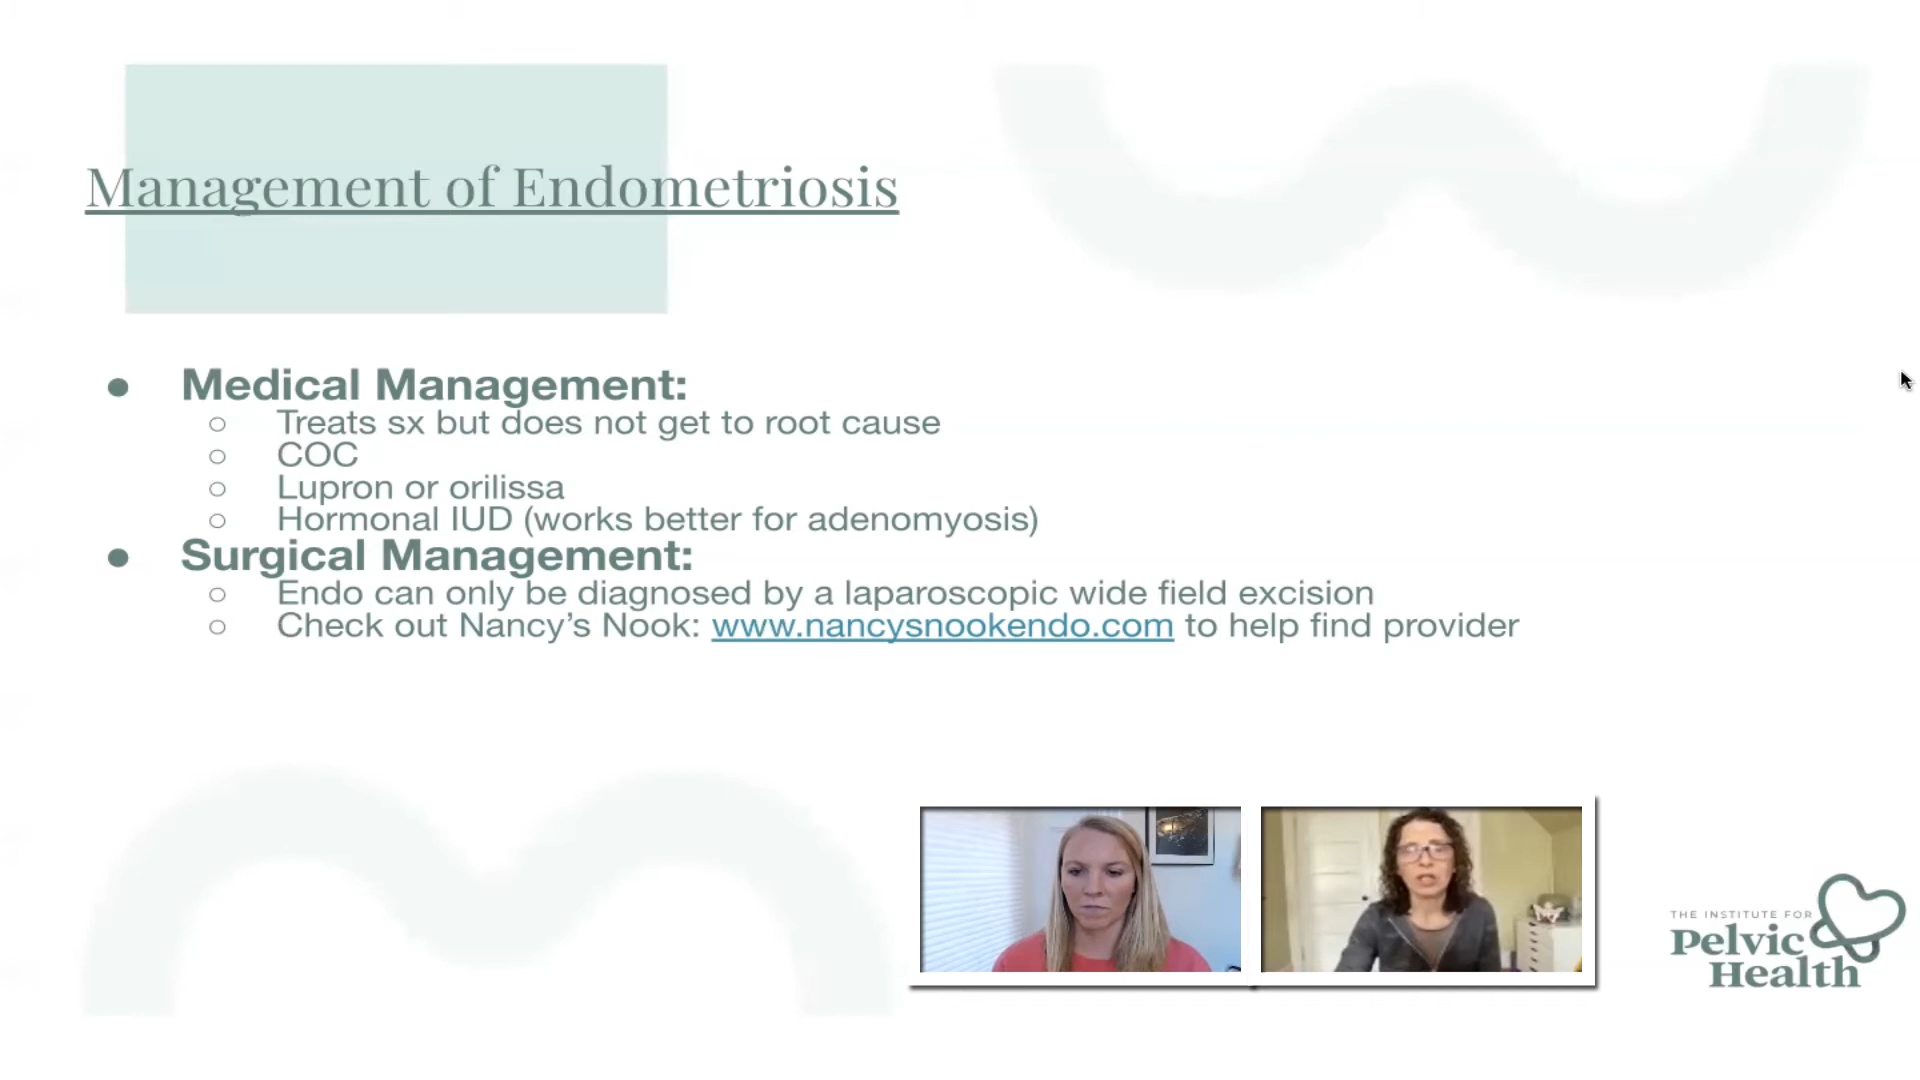 Management of Endometriosis
● Medical Management:
○ Treats sx but does not get to root cause
○ COC
○ Lupron or orilissa
○ Hormonal IUD (works better for adenomyosis)
● Surgical Management:
○ Endo can only be diagnosed by a laparoscopic wide field excision
○ Check out Nancy’s Nook: www.nancysnookendo.com to help find provider
THE INSTITUTE FOR
Pelvic
Health